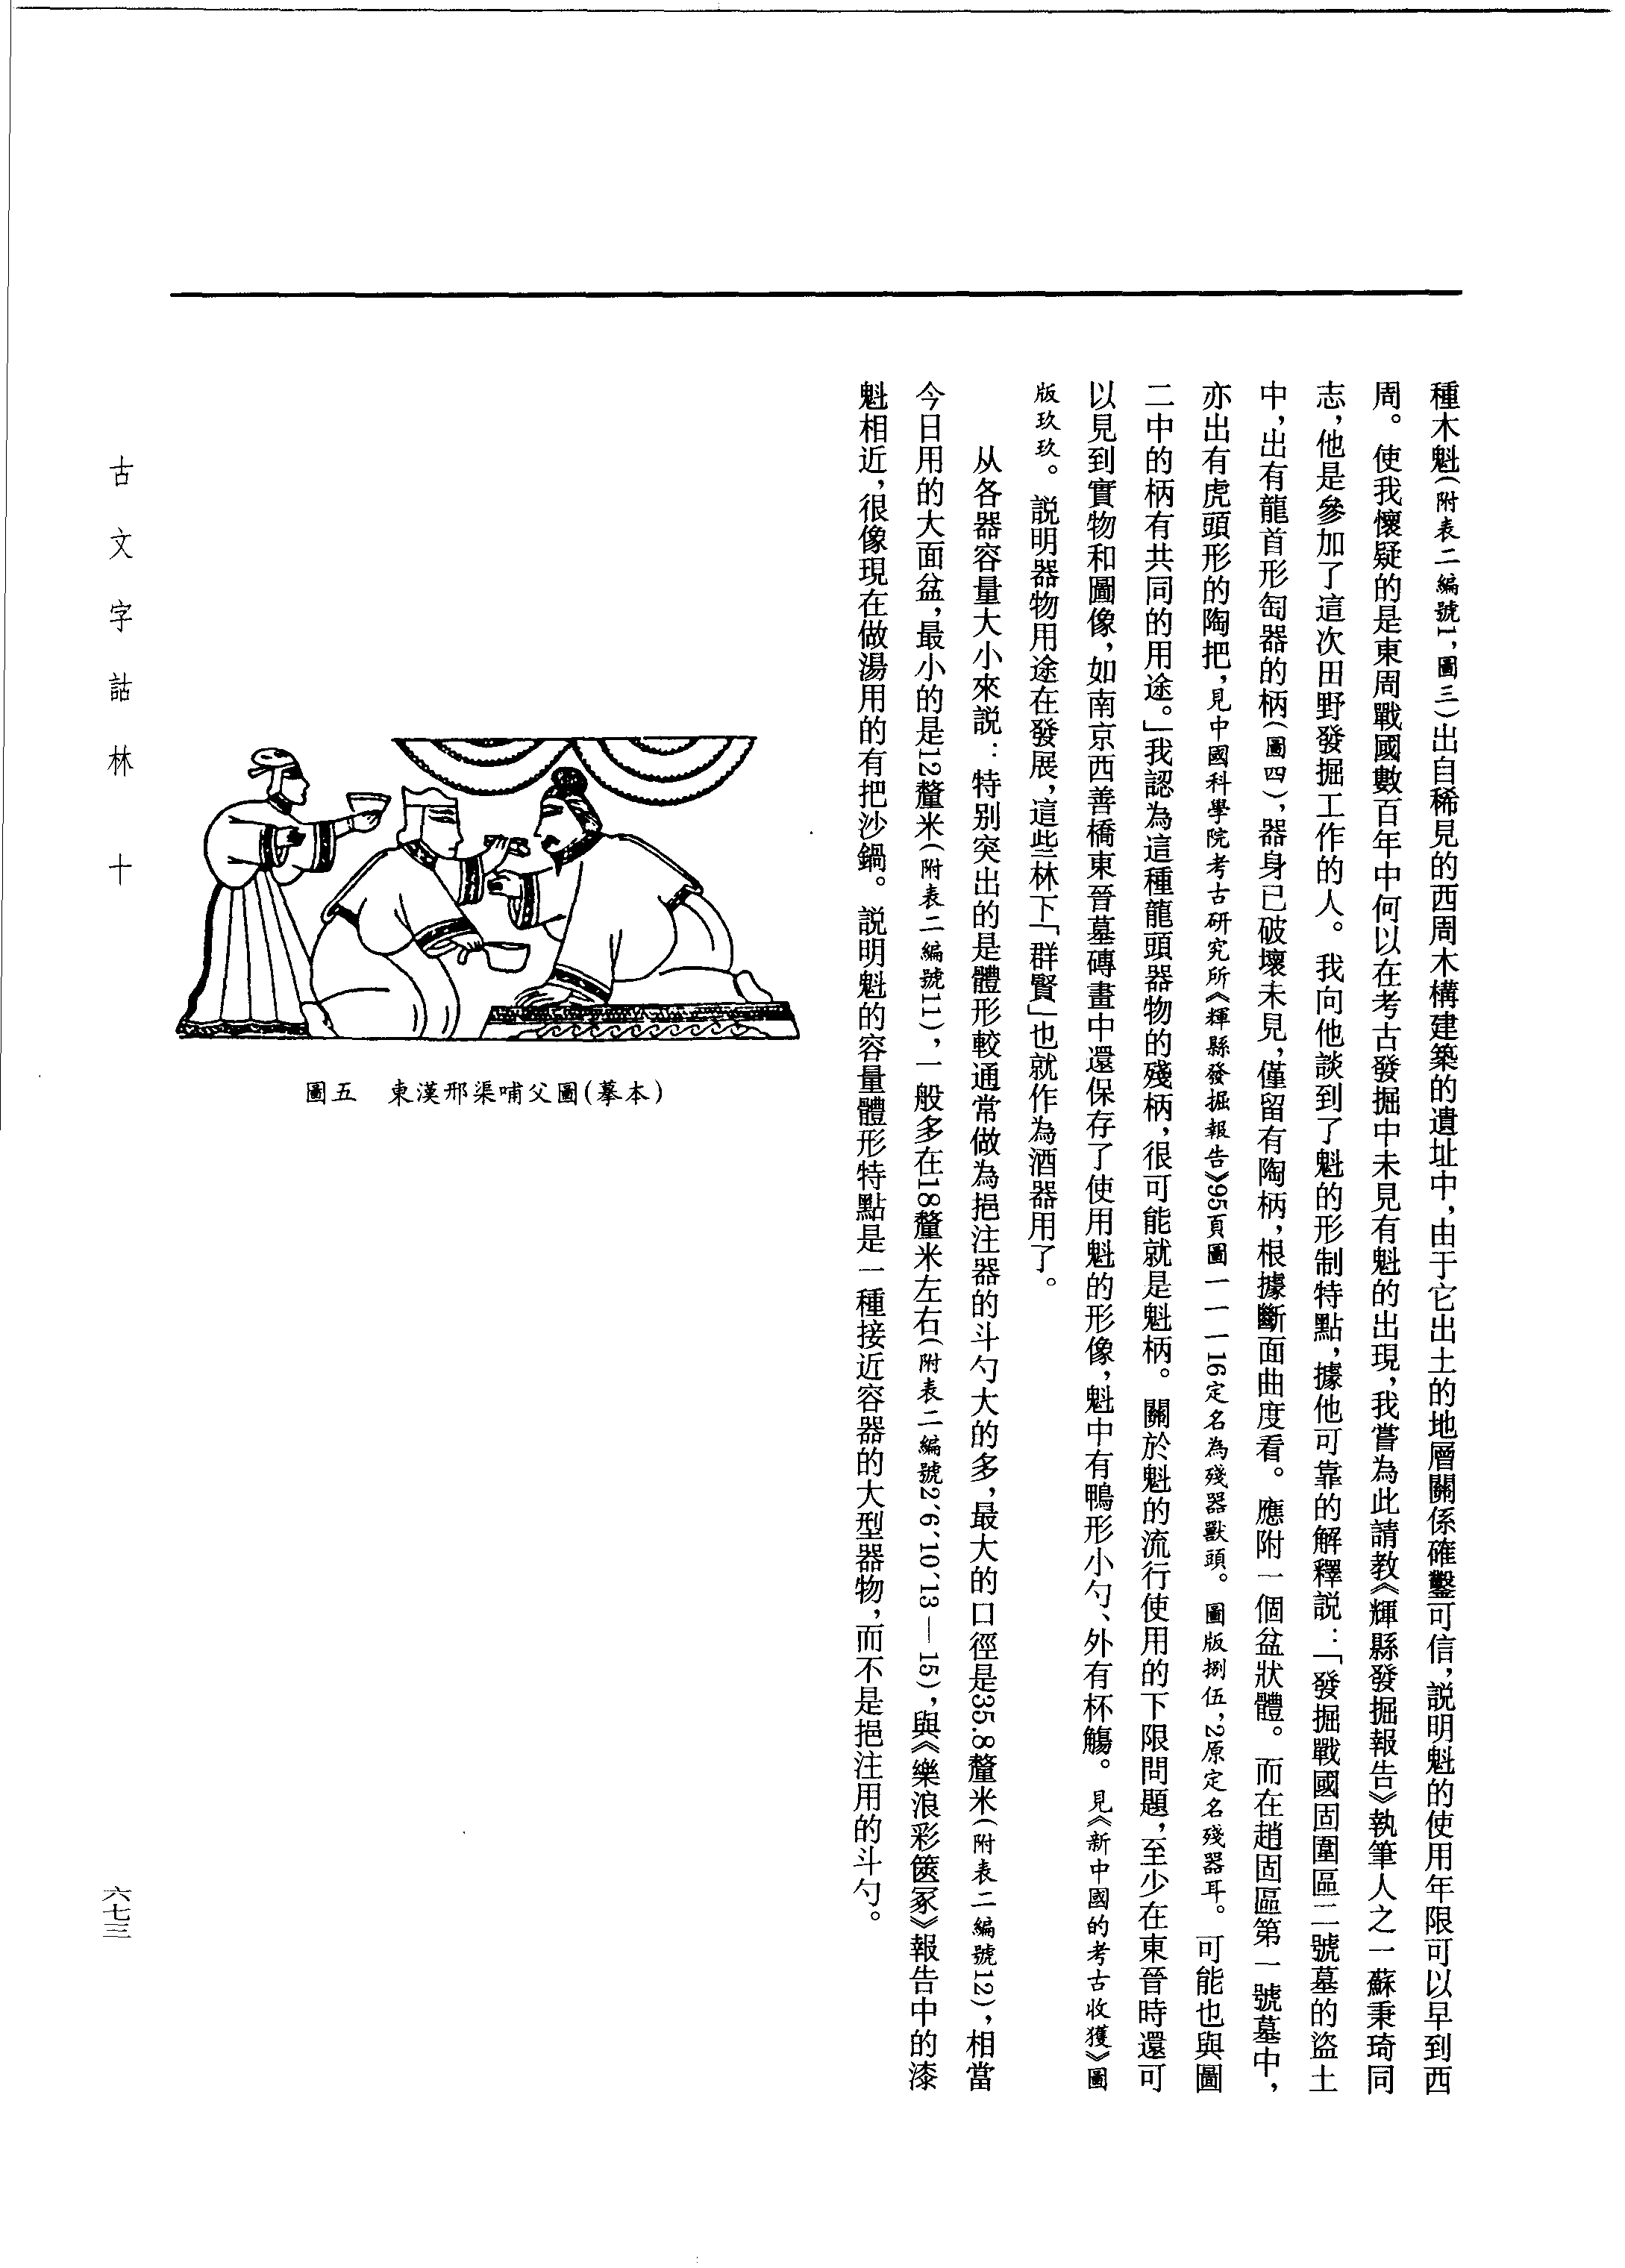 種木魁(附表二編號1,圖三)出自稀見的西周木構建築的遺址中,由于它出土的地層關係確鑿可信,説明魁的使用年限可以早到西
周。使我懷疑的是東周戰國數百年中何以在考古發掘中未見有魁的出現,我嘗為此請教《輝縣發掘報告》執筆人之一蘇秉琦同
志,他是參加了這次田野發掘工作的人。我向他談到了魁的形制特點,據他可靠的解釋説:「發掘戰國固圍區二號墓的盜土
中,出有龍首形匋器的柄(圖四),器身已破壞未見,僅留有陶柄,根據斷面曲度看。應附一個盆狀體。而在趙固區第一號墓中,
亦出有虎頭形的陶把,見中國科學院考古研究所《輝縣發掘報告》95頁圖一一一16定名為殘器獸頭。圖版捌伍,2原定名殘器耳。可能也與圖
二中的柄有共同的用途。」我認為這種龍頭器物的殘柄,很可能就是魁柄。關於魁的流行使用的下限問題,至少在東晉時還可
以見到實物和圖像,如南京西善橋東晉墓磚畫中還保存了使用魁的形像,魁中有鴨形小勺、外有杯觴。見《新中國的考古收獲》圖
版玖玖。説明器物用途在發展,這些林下「群賢」也就作為酒器用了。
从各器容量大小來説:特别突出的是體形較通常做為挹注器的斗勺大的多,最大的口徑是35.8釐米(附表二編號12),相當
今日用的大面盆,最小的是12釐米(附表二編號11),一般多在18釐米左右(附表二編號2、6、10、13—15),與《樂浪彩篋冢》報告中的漆
魁相近,很像現在做湯用的有把沙鍋。説明魁的容量體形特點是一種接近容器的大型器物,而不是挹注用的斗勺。
圖五　東漢邢渠哺父圖(摹本)
古文字詁林　十
六七三